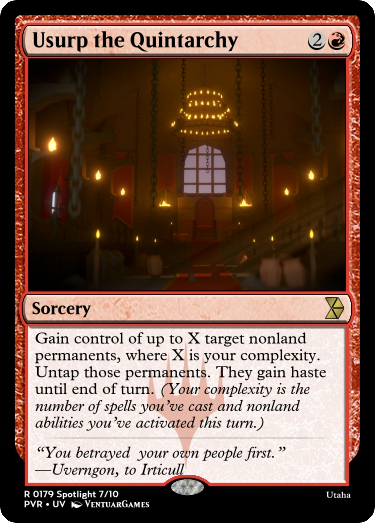 Usurp the Quintarchy 2
Sorcery
Gain control of up to X target nonland
permanents, where X is your complexity.
Untap those permanents. They gain haste
until end of turn. (Your complexity is the
number of spells you've cast and nonland
abilities you've activated this turn.)
“You betrayed  your own people first.”
—Uverngon, to Irticull
R 0179 Spotlight 7/10
PVR • UV VENTUARGAMES
Utaha